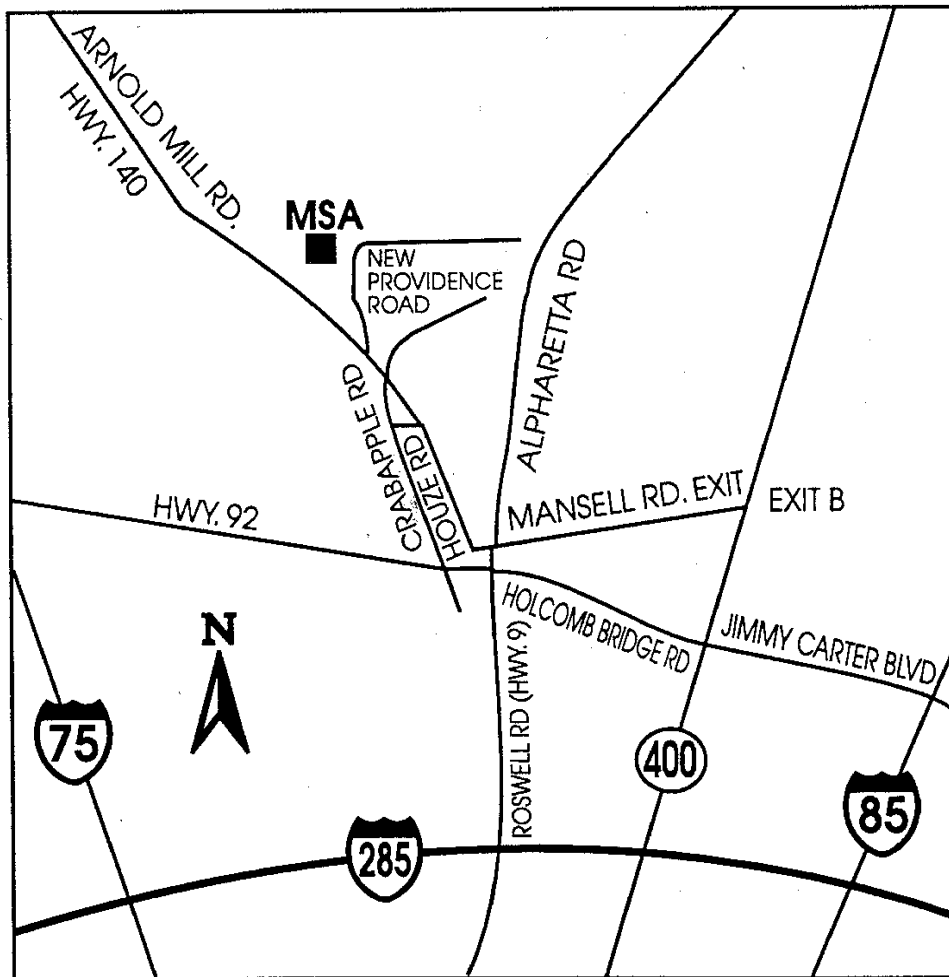 ARNOLD MILL RD.
HWY. 140
MSA
NEW
PROVIDENCE
ROAD
ALPHARETTA RD
CRABAPPLE RD
HOUZE RD
MANSELL RD. EXIT
EXIT B
HWY. 92
HOLCOMB BRIDGE RD
JIMMY CARTER BLVD
N
ROSWELL RD (HWY. 9)
75
400
85
285